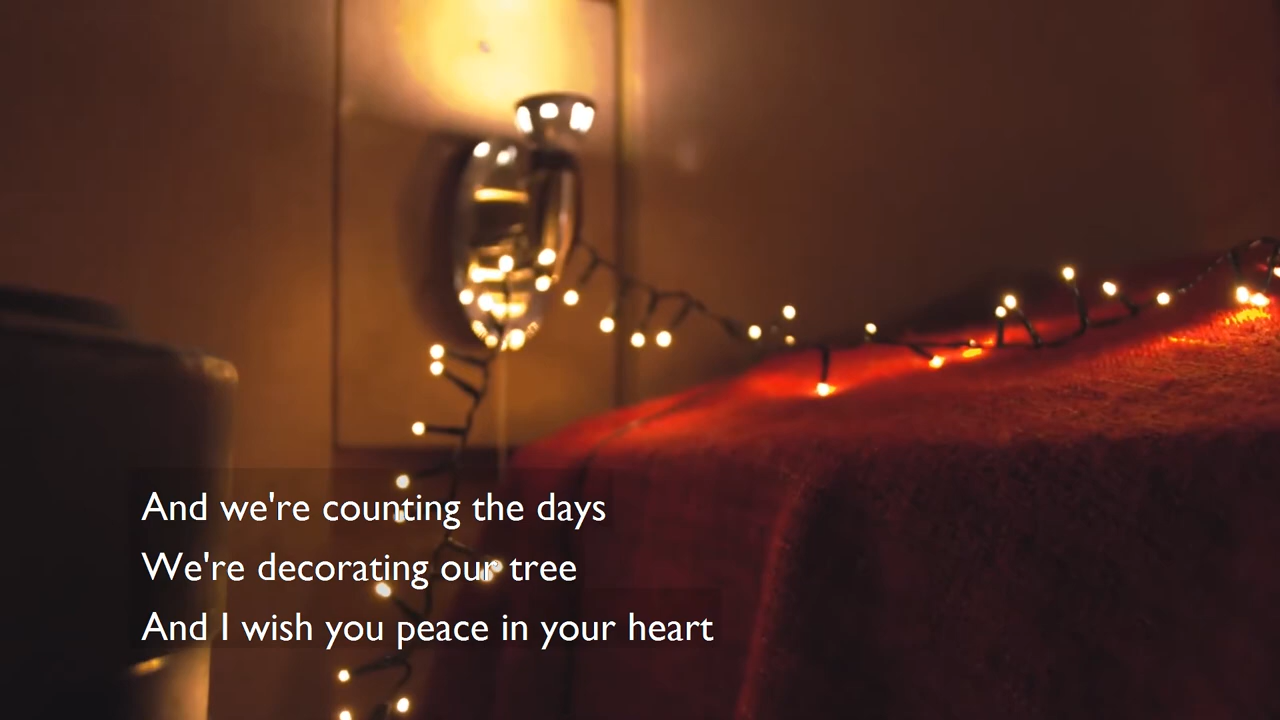 And we're counting the days
We're decorating our tree
And I wish you peace in your heart